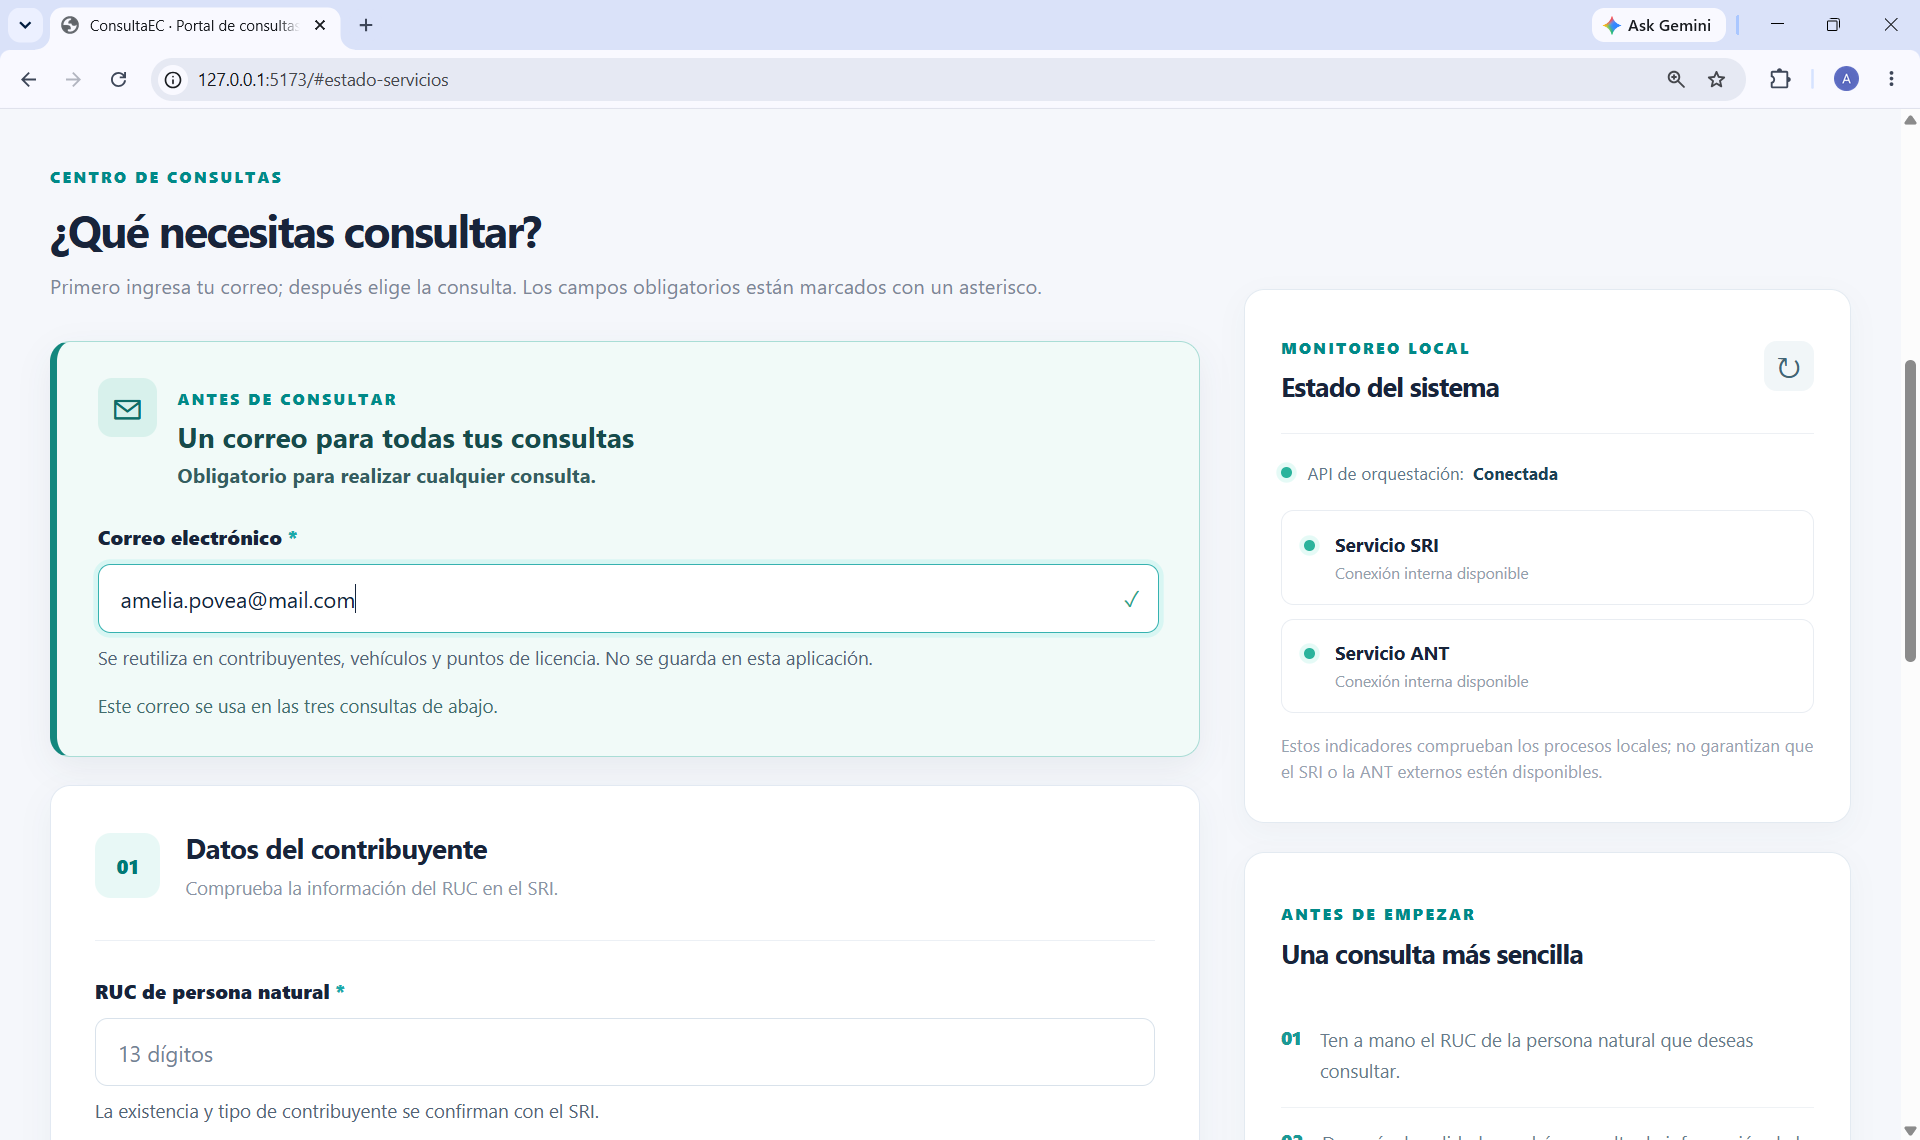 ConsultaEC · Portal de consultas
Ask Gemini
127.0.0.1:5173/#estado-servicios
A
CENTRO DE CONSULTAS
¿Qué necesitas consultar?
Primero ingresa tu correo; después elige la consulta. Los campos obligatorios están marcados con un asterisco.
ANTES DE CONSULTAR
Un correo para todas tus consultas
Obligatorio para realizar cualquier consulta.
Correo electrónico *
amelia.povea@mail.com
Se reutiliza en contribuyentes, vehículos y puntos de licencia. No se guarda en esta aplicación.
Este correo se usa en las tres consultas de abajo.
01
Datos del contribuyente
Comprueba la información del RUC en el SRI.
RUC de persona natural *
13 dígitos
La existencia y tipo de contribuyente se confirman con el SRI.
MONITOREO LOCAL
Estado del sistema
API de orquestación: Conectada
Servicio SRI
Conexión interna disponible
Servicio ANT
Conexión interna disponible
Estos indicadores comprueban los procesos locales; no garantizan que
el SRI o la ANT externos estén disponibles.
ANTES DE EMPEZAR
Una consulta más sencilla
01 Ten a mano el RUC de la persona natural que deseas
consultar.